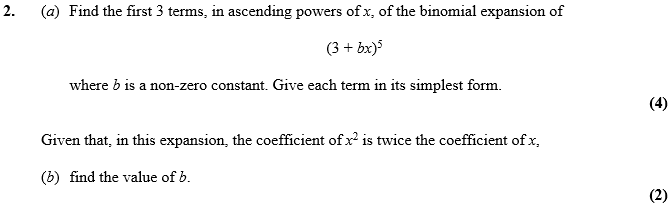 2. (a) Find the first 3 terms, in ascending powers of x, of the binomial expansion of
(3 + bx)⁵
where b is a non-zero constant. Give each term in its simplest form.
(4)
Given that, in this expansion, the coefficient of x² is twice the coefficient of x,
(b) find the value of b.
(2)